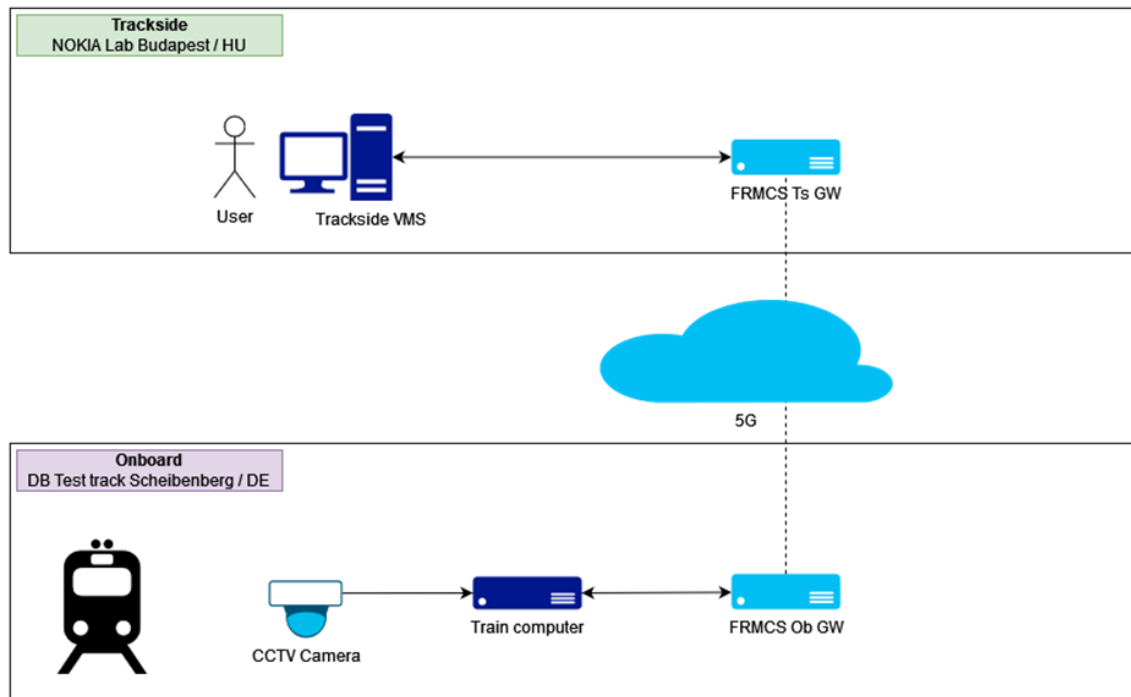 Trackside
NOKIA Lab Budapest / HU
User
Trackside VMS
FRMCS Ts GW
5G
Onboard
DB Test track Scheibenberg / DE
CCTV Camera
Train computer
FRMCS Ob GW